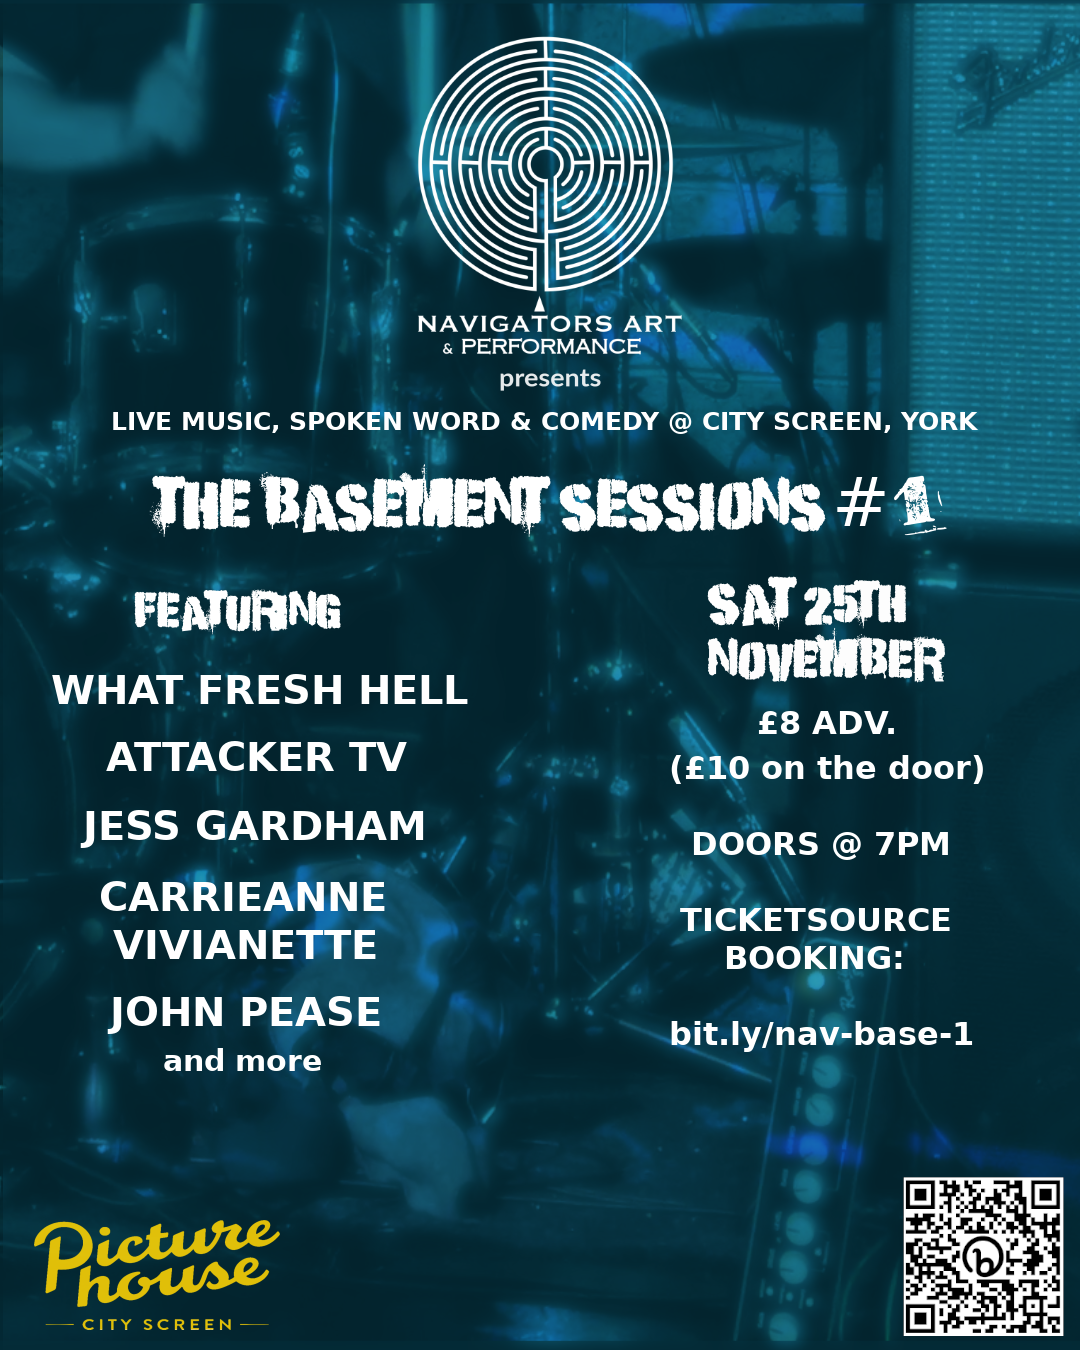 NAVIGATORS ART
& PERFORMANCE
presents
LIVE MUSIC, SPOKEN WORD & COMEDY @ CITY SCREEN, YORK
THE BASEMENT SESSIONS #1
FEATURING
WHAT FRESH HELL
ATTACKER TV
JESS GARDHAM
CARRIEANNE
VIVIANETTE
JOHN PEASE
and more
SAT 25TH
NOVEMBER
£8 ADV.
(£10 on the door)
DOORS @ 7PM
TICKETSOURCE
BOOKING:
bit.ly/nav-base-1
Picture
house
CITY SCREEN
b